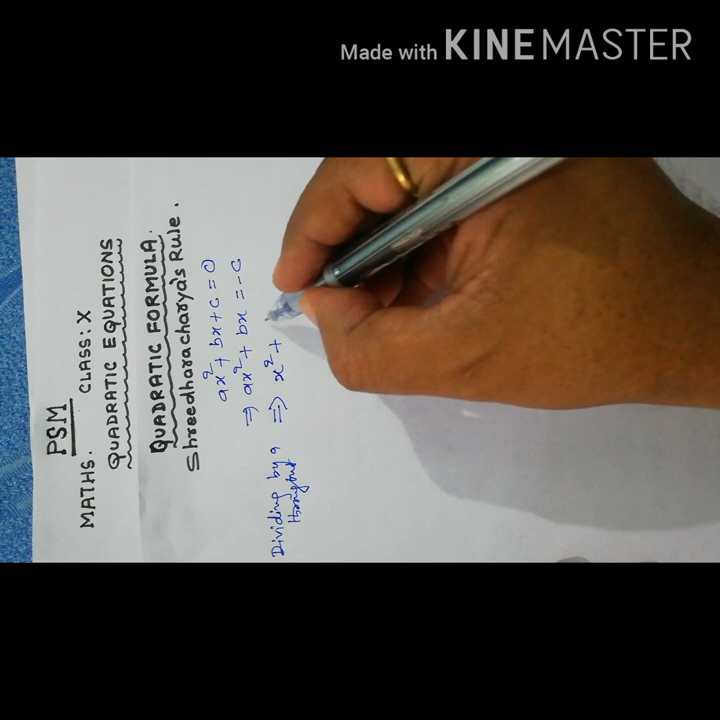 Made with KINEMASTER
PSM
MATHS. CLASS: X
QUADRATIC EQUATIONS
QUADRATIC FORMULA.
Shreedharacharya's Rule.
ax² + bx + c = 0
⇒ ax² + bx = -c
Dividing by a ⇒ x² +